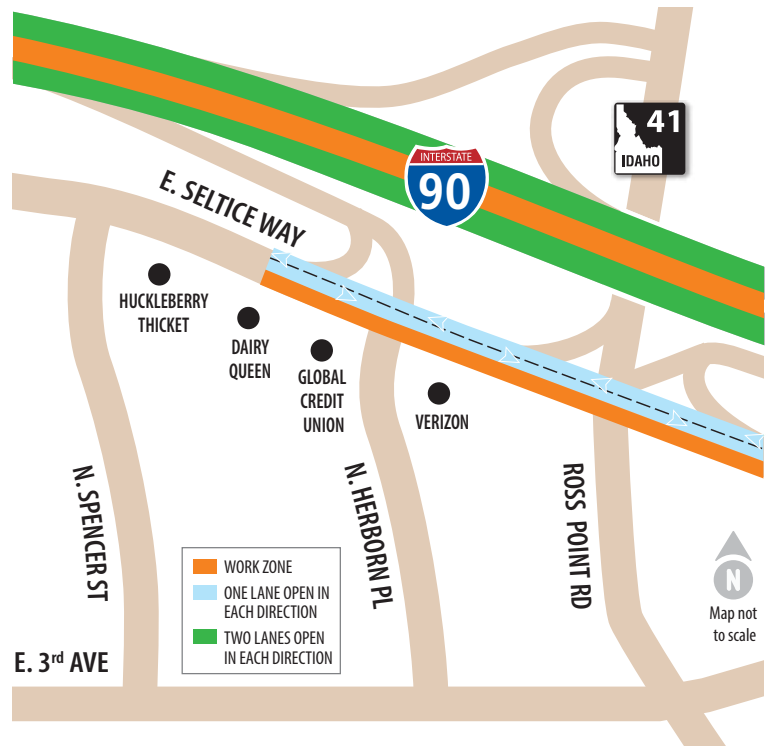 41
IDAHO
INTERSTATE
90
E. SELTICE WAY
HUCKLEBERRY
THICKET
DAIRY
QUEEN
GLOBAL
CREDIT
UNION
VERIZON
N. SPENCER ST
N. HERBORN PL
ROSS POINT RD
WORK ZONE
ONE LANE OPEN IN
EACH DIRECTION
TWO LANES OPEN
IN EACH DIRECTION
N
Map not
to scale
E. 3rd AVE